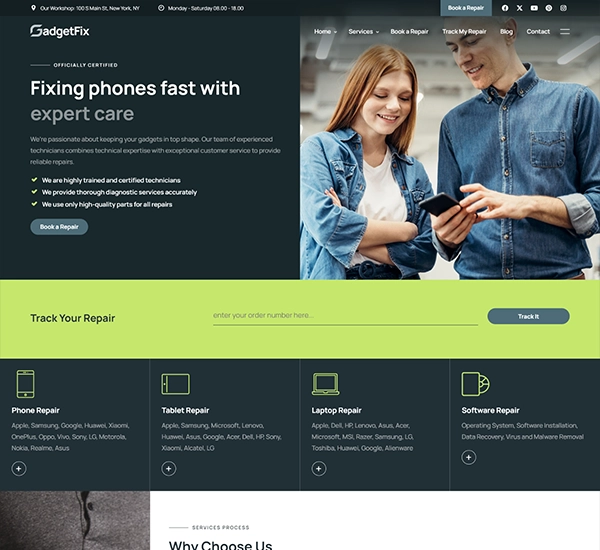 Our Workshop: 100 S Main St, New York, NY
Monday - Saturday 08.00 - 18.00
Book a Repair
GadgetFix
Home
Services
Book a Repair
Track My Repair
Blog
Contact
OFFICIALLY CERTIFIED
Fixing phones fast with
expert care
We're passionate about keeping your gadgets in top shape. Our team of experienced
technicians combines technical expertise with exceptional customer service to provide
reliable repairs.
We are highly trained and certified technicians
We provide thorough diagnostic services accurately
We use only high-quality parts for all repairs
Book a Repair
Track Your Repair
enter your order number here...
Track It
Phone Repair
Apple, Samsung, Google, Huawei, Xiaomi,
OnePlus, Oppo, Vivo, Sony, LG, Motorola,
Nokia, Realme, Asus
Tablet Repair
Apple, Samsung, Microsoft, Lenovo,
Huawei, Asus, Google, Acer, Dell, HP, Sony,
Xiaomi, Alcatel, LG
Laptop Repair
Apple, Dell, HP, Lenovo, Asus, Acer,
Microsoft, MSI, Razer, Samsung, LG,
Toshiba, Huawei, Google, Alienware
Software Repair
Operating System, Software Installation,
Data Recovery, Virus and Malware Removal
SERVICES PROCESS
Why Choose Us